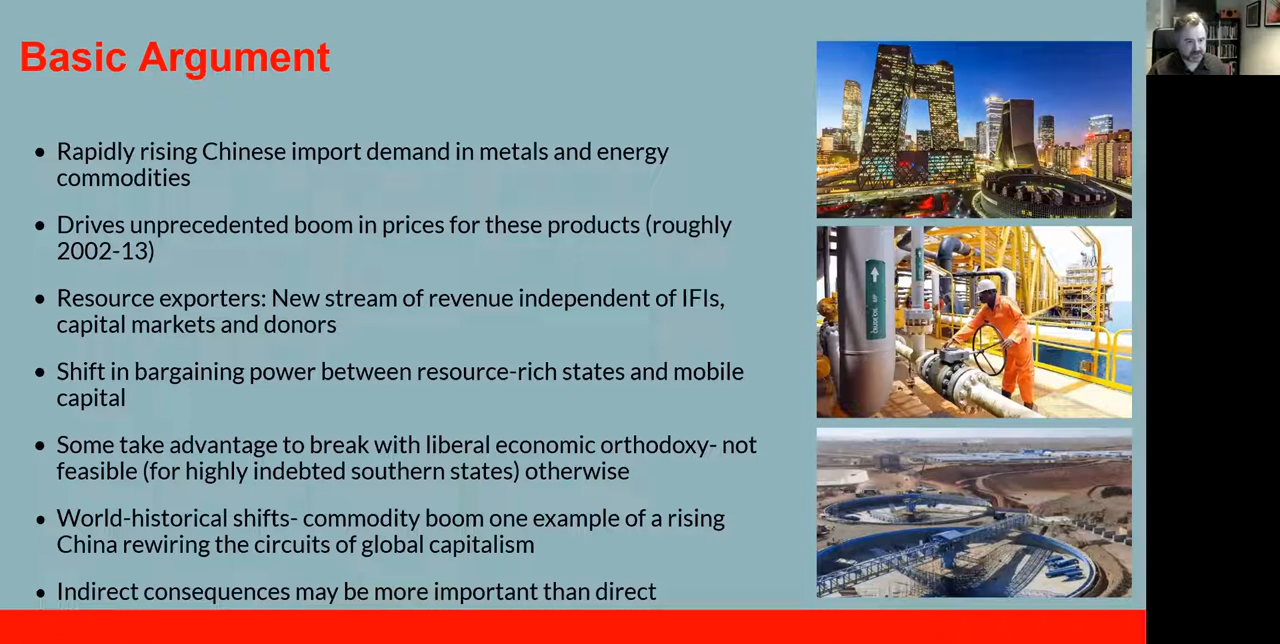 Basic Argument
• Rapidly rising Chinese import demand in metals and energy
commodities
• Drives unprecedented boom in prices for these products (roughly
2002-13)
• Resource exporters: New stream of revenue independent of IFIs,
capital markets and donors
• Shift in bargaining power between resource-rich states and mobile
capital
• Some take advantage to break with liberal economic orthodoxy- not
feasible (for highly indebted southern states) otherwise
• World-historical shifts- commodity boom one example of a rising
China rewiring the circuits of global capitalism
• Indirect consequences may be more important than direct